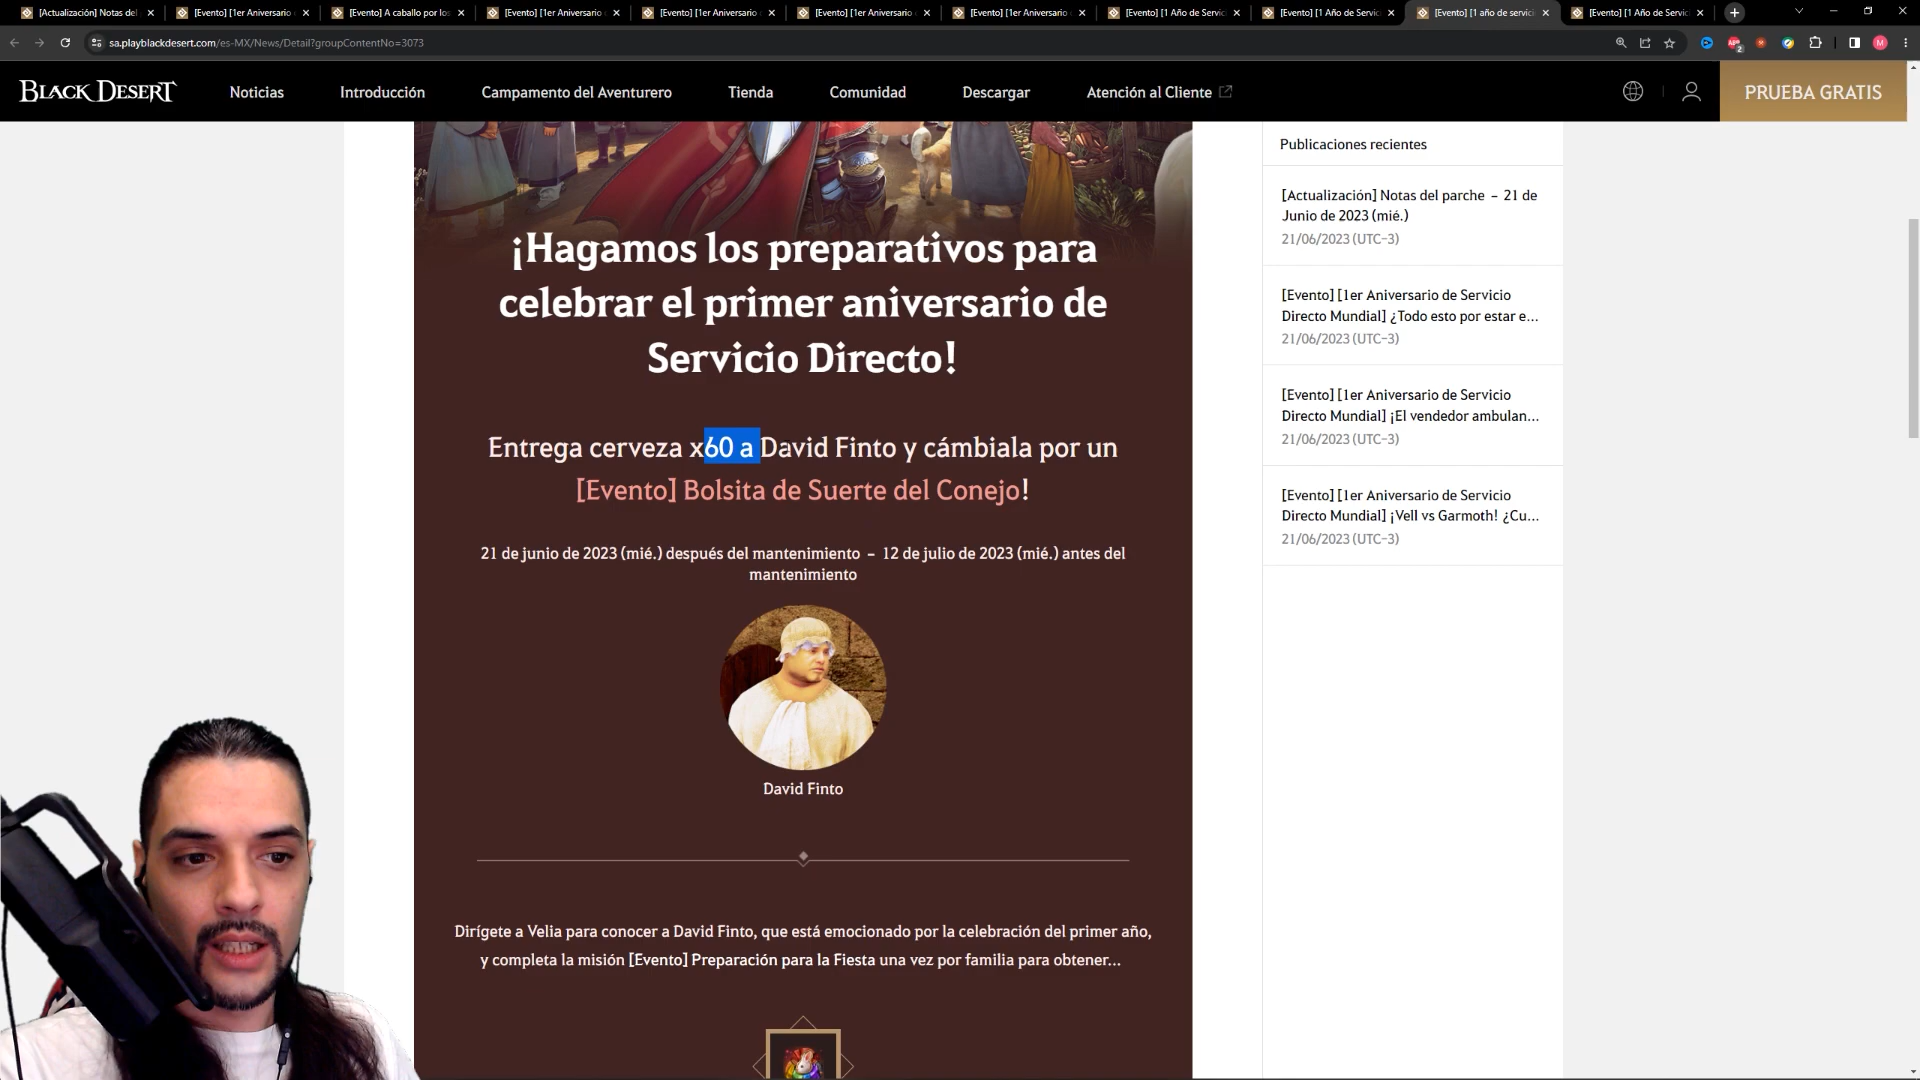 [Actualización] Notas del
[Evento] [1er Aniversario
[Evento] A caballo por los
[Evento] [1er Aniversario
[Evento] [1er Aniversario
[Evento] [1er Aniversario
[Evento] [1er Aniversario
[Evento] [1 Año de Servic
[Evento] [1 Año de Servic
[Evento] [1 año de servici
[Evento] [1 Año de Servic
sa.playblackdesert.com/es-MX/News/Detail?groupContentNo=3073
2
M
BLACK DESERT
Noticias
Introducción
Campamento del Aventurero
Tienda
Comunidad
Descargar
Atención al Cliente
PRUEBA GRATIS
¡Hagamos los preparativos para
celebrar el primer aniversario de
Servicio Directo!
Entrega cerveza x60 a David Finto y cámbiala por un
[Evento] Bolsita de Suerte del Conejo!
21 de junio de 2023 (mié.) después del mantenimiento – 12 de julio de 2023 (mié.) antes del
mantenimiento
David Finto
Dirígete a Velia para conocer a David Finto, que está emocionado por la celebración del primer año,
y completa la misión [Evento] Preparación para la Fiesta una vez por familia para obtener...
Publicaciones recientes
[Actualización] Notas del parche – 21 de
Junio de 2023 (mié.)
21/06/2023 (UTC-3)
[Evento] [1er Aniversario de Servicio
Directo Mundial] ¿Todo esto por estar e...
21/06/2023 (UTC-3)
[Evento] [1er Aniversario de Servicio
Directo Mundial] ¡El vendedor ambulan...
21/06/2023 (UTC-3)
[Evento] [1er Aniversario de Servicio
Directo Mundial] ¡Vell vs Garmoth! ¿Cu...
21/06/2023 (UTC-3)